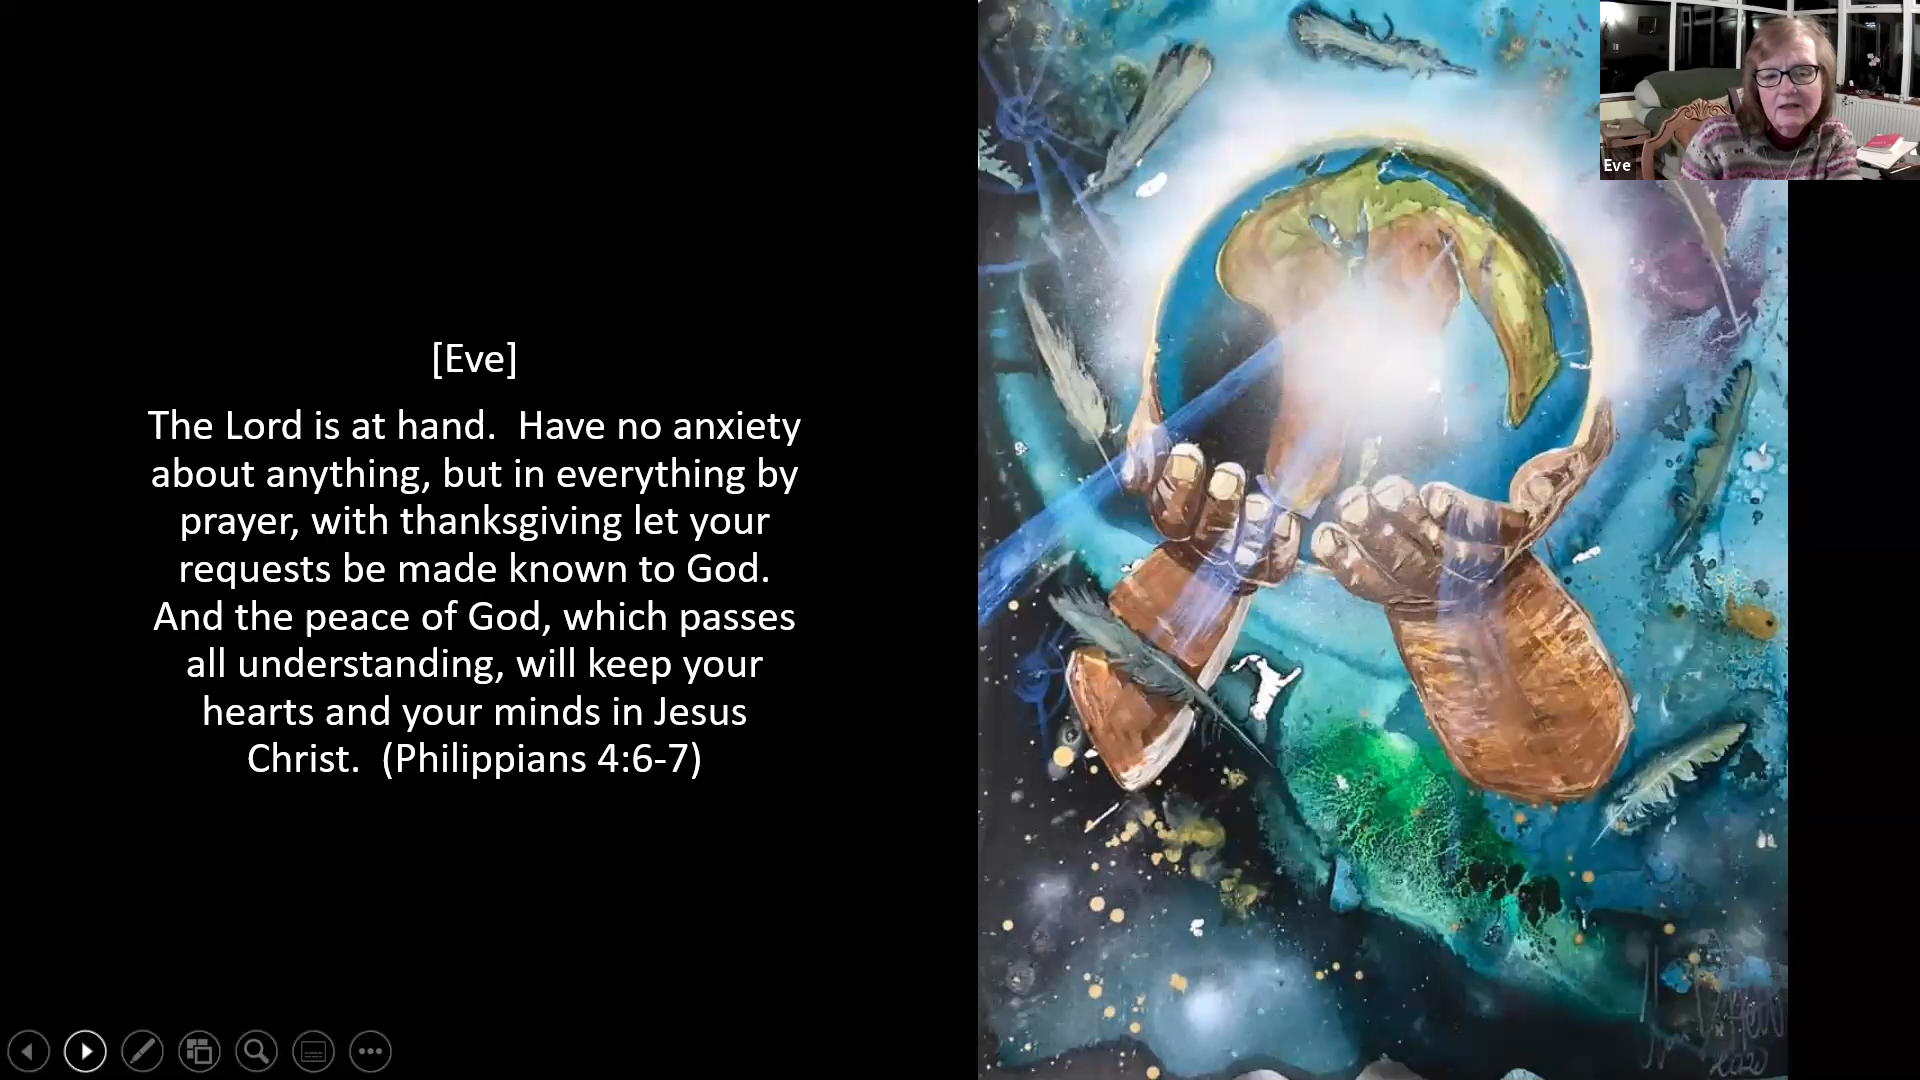 [Eve]
The Lord is at hand.  Have no anxiety
about anything, but in everything by
prayer, with thanksgiving let your
requests be made known to God.
And the peace of God, which passes
all understanding, will keep your
hearts and your minds in Jesus
Christ.  (Philippians 4:6-7)
Eve
2020